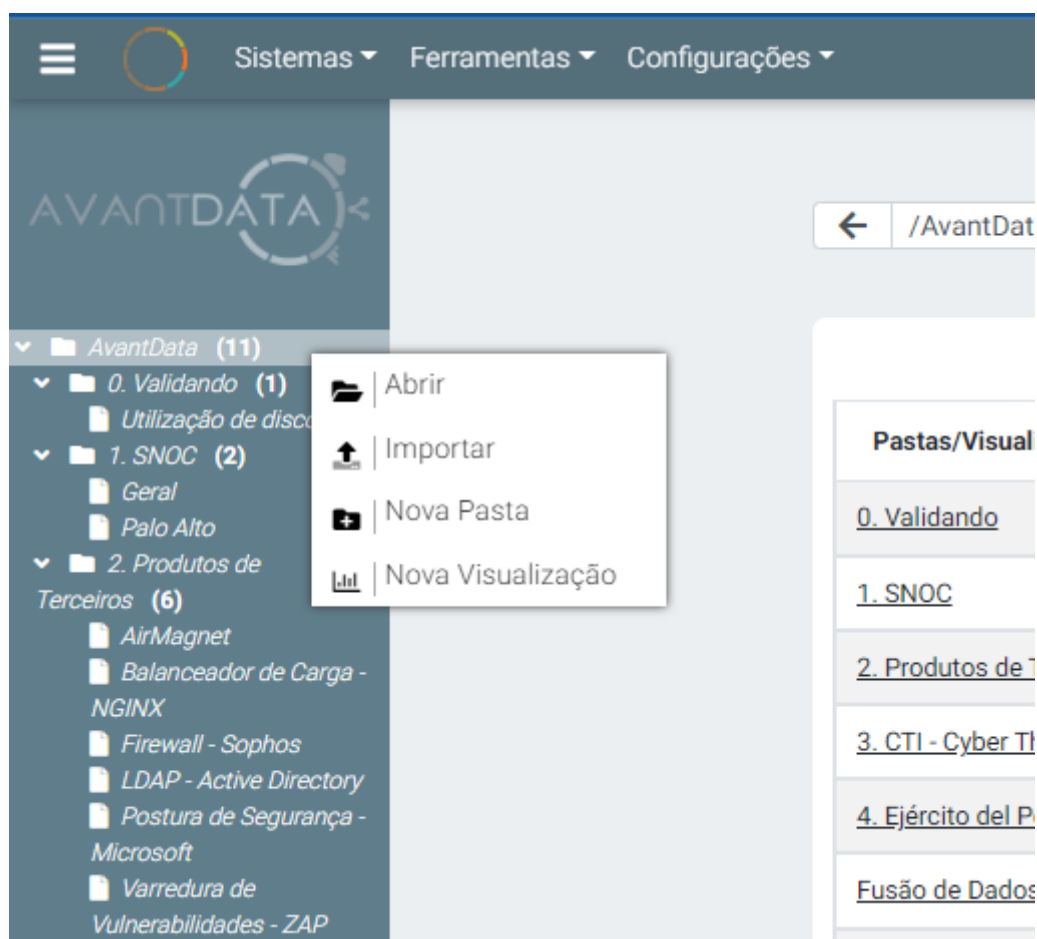 Sistemas Ferramentas Configurações
AVANTDATA
/AvantDat
AvantData (11)
0. Validando (1)
Utilização de disco
1. SNOC (2)
Geral
Palo Alto
2. Produtos de
Terceiros (6)
AirMagnet
Balanceador de Carga -
NGINX
Firewall - Sophos
LDAP - Active Directory
Postura de Segurança -
Microsoft
Varredura de
Vulnerabilidades - ZAP
Abrir
Importar
Nova Pasta
Nova Visualização
Pastas/Visuali
0. Validando
1. SNOC
2. Produtos de T
3. CTI - Cyber Th
4. Ejército del P
Fusão de Dados